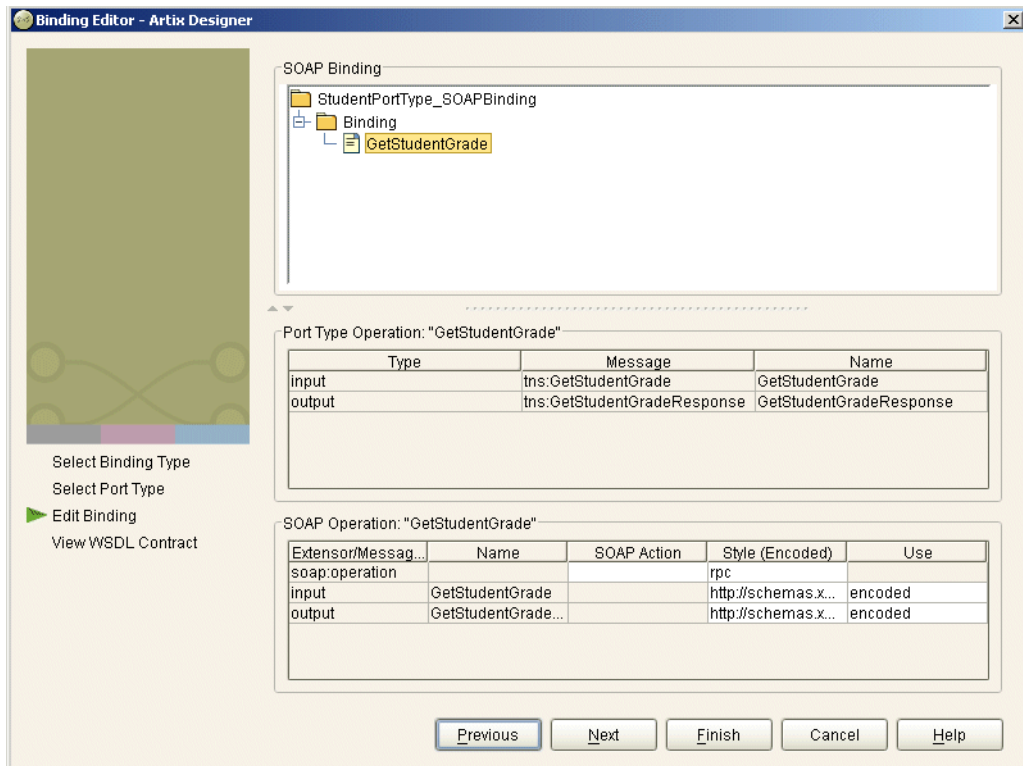 Binding Editor - Artix Designer
SOAP Binding
StudentPortType_SOAPBinding
Binding
GetStudentGrade
Port Type Operation: "GetStudentGrade"
Type Message Name
input tns:GetStudentGrade GetStudentGrade
output tns:GetStudentGradeResponse GetStudentGradeResponse
Select Binding Type
Select Port Type
Edit Binding
View WSDL Contract
SOAP Operation: "GetStudentGrade"
Extensor/Messag... Name SOAP Action Style (Encoded) Use
soap:operation rpc
input GetStudentGrade http://schemas.x... encoded
output GetStudentGrade... http://schemas.x... encoded
Previous Next Finish Cancel Help